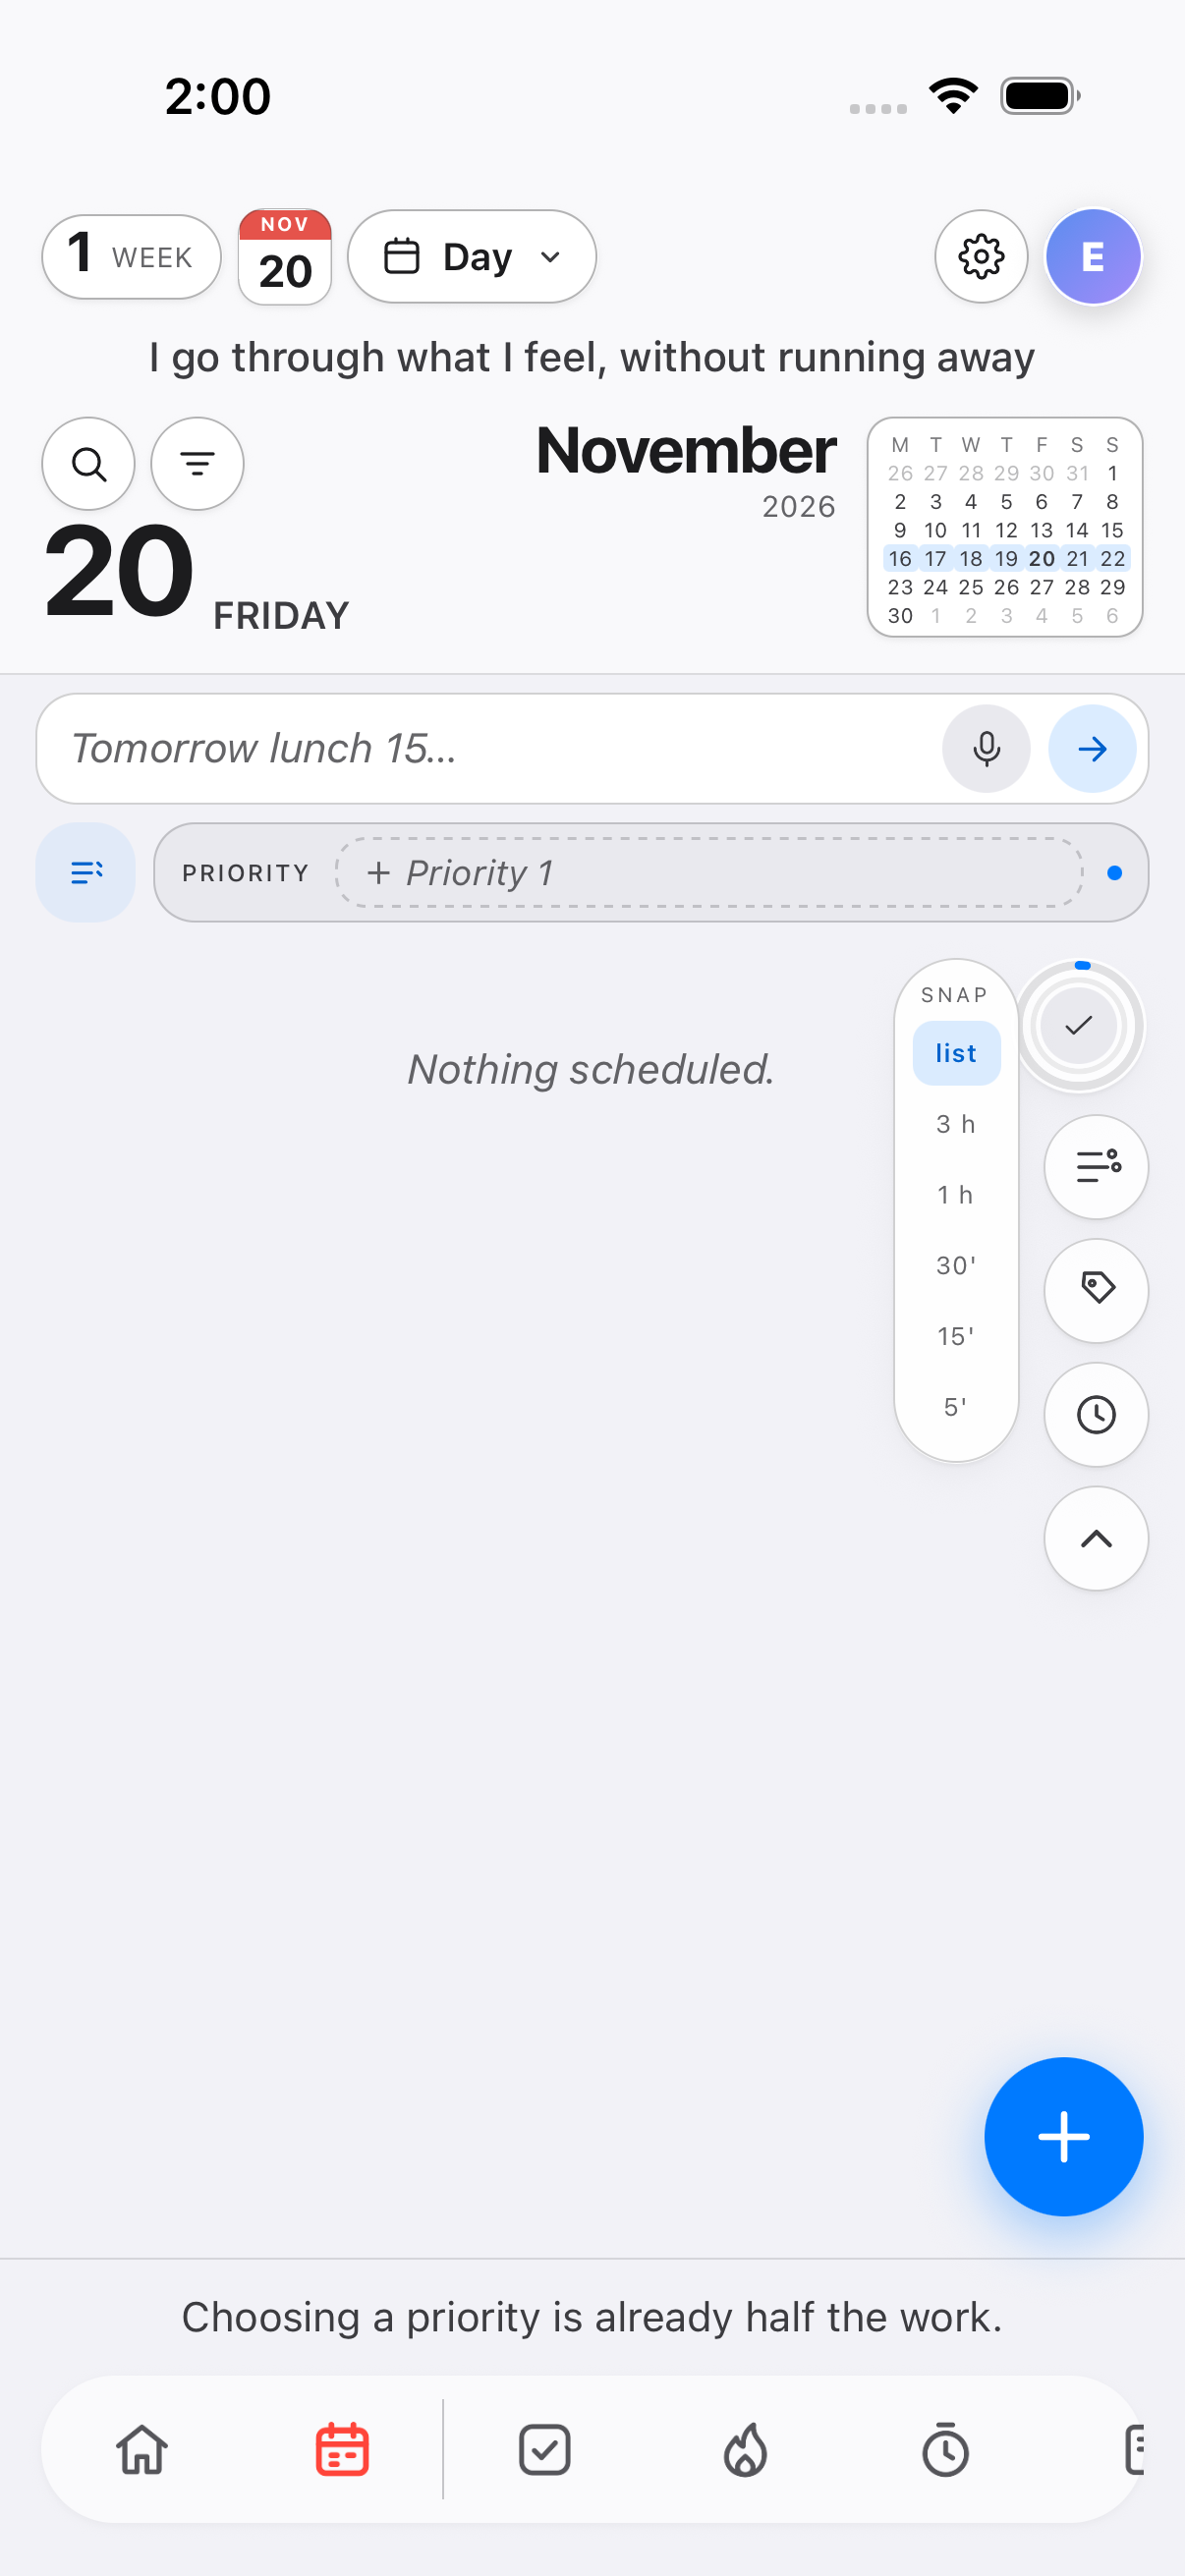 2:00
1 WEEK
NOV
20
Day
E
I go through what I feel, without running away
November
2026
20 FRIDAY
M T W T F S S
26 27 28 29 30 31 1
2 3 4 5 6 7 8
9 10 11 12 13 14 15
16 17 18 19 20 21 22
23 24 25 26 27 28 29
30 1 2 3 4 5 6
Tomorrow lunch 15...
PRIORITY + Priority 1
Nothing scheduled.
SNAP
list
3 h
1 h
30'
15'
5'
Choosing a priority is already half the work.